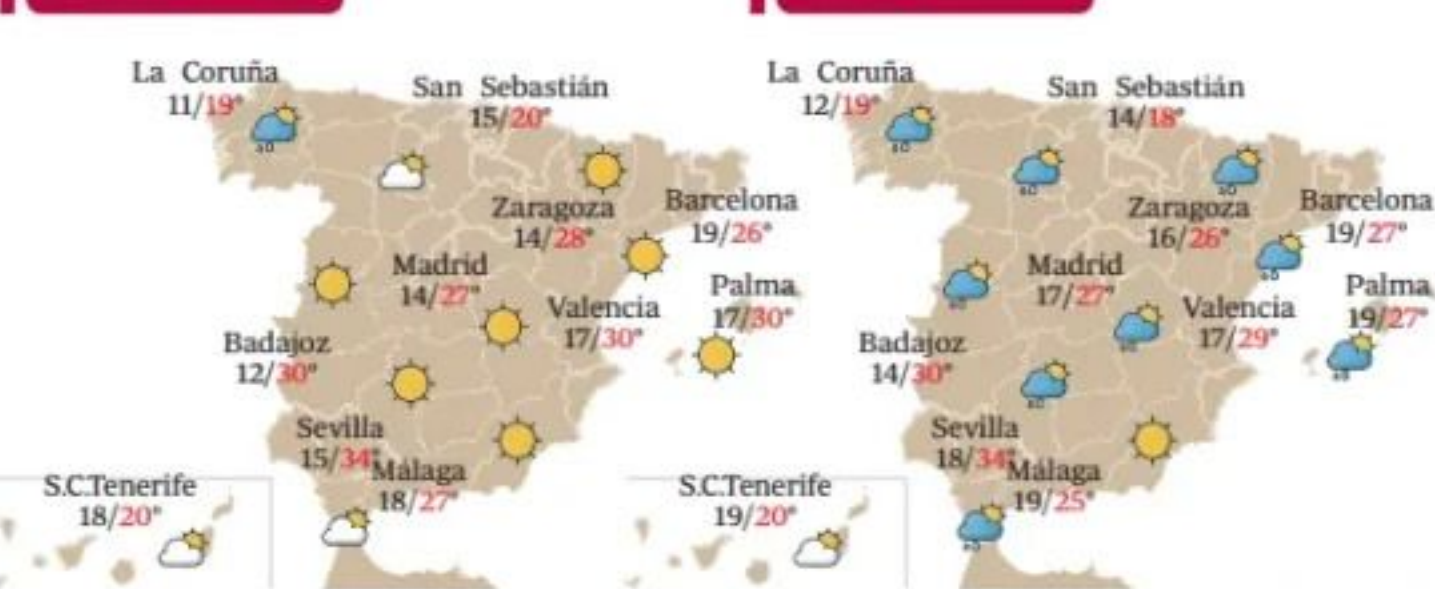 La Coruña
11/19°
San Sebastián
15/20°
Zaragoza
14/28°
Barcelona
19/26°
Madrid
14/27°
Palma
17/30°
Valencia
17/30°
Badajoz
12/30°
Sevilla
15/34°
Málaga
18/27°
S.C.Tenerife
18/20°
La Coruña
12/19°
San Sebastián
14/18°
Zaragoza
16/26°
Barcelona
19/27°
Madrid
17/27°
Palma
19/27°
Valencia
17/29°
Badajoz
14/30°
Sevilla
18/34°
Málaga
19/25°
S.C.Tenerife
19/20°